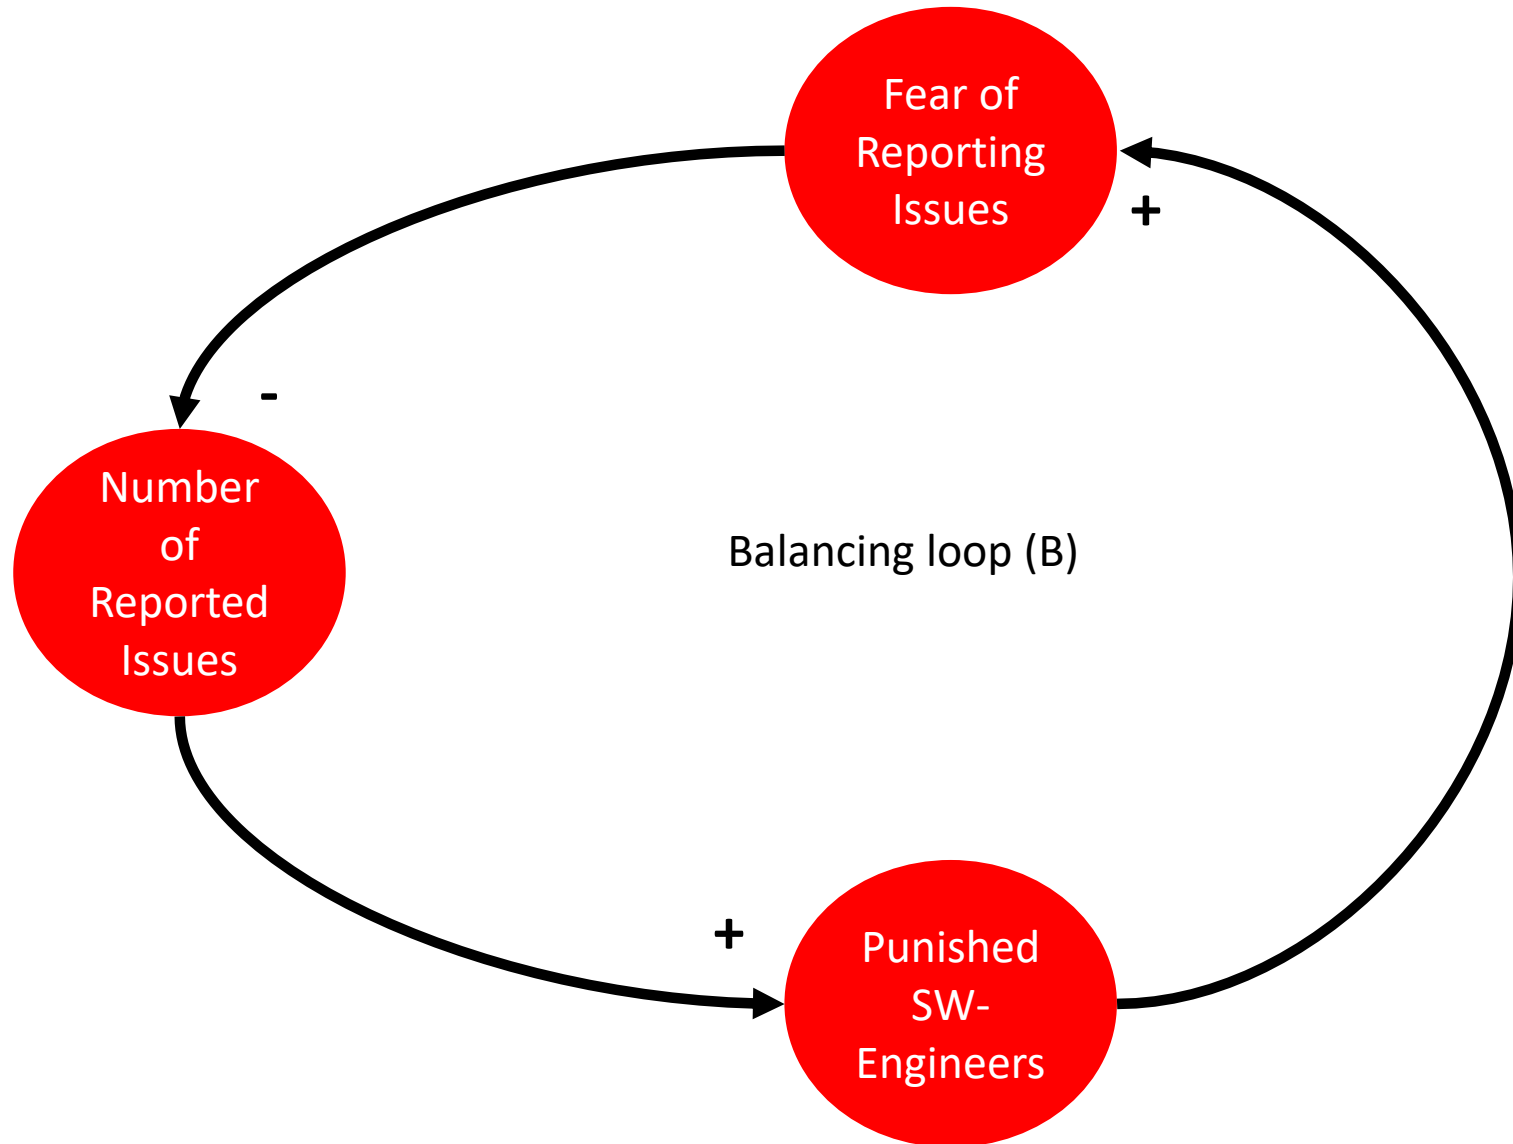 Fear of
Reporting
Issues
+
-
Number
of
Reported
Issues
Balancing loop (B)
+
Punished
SW-
Engineers